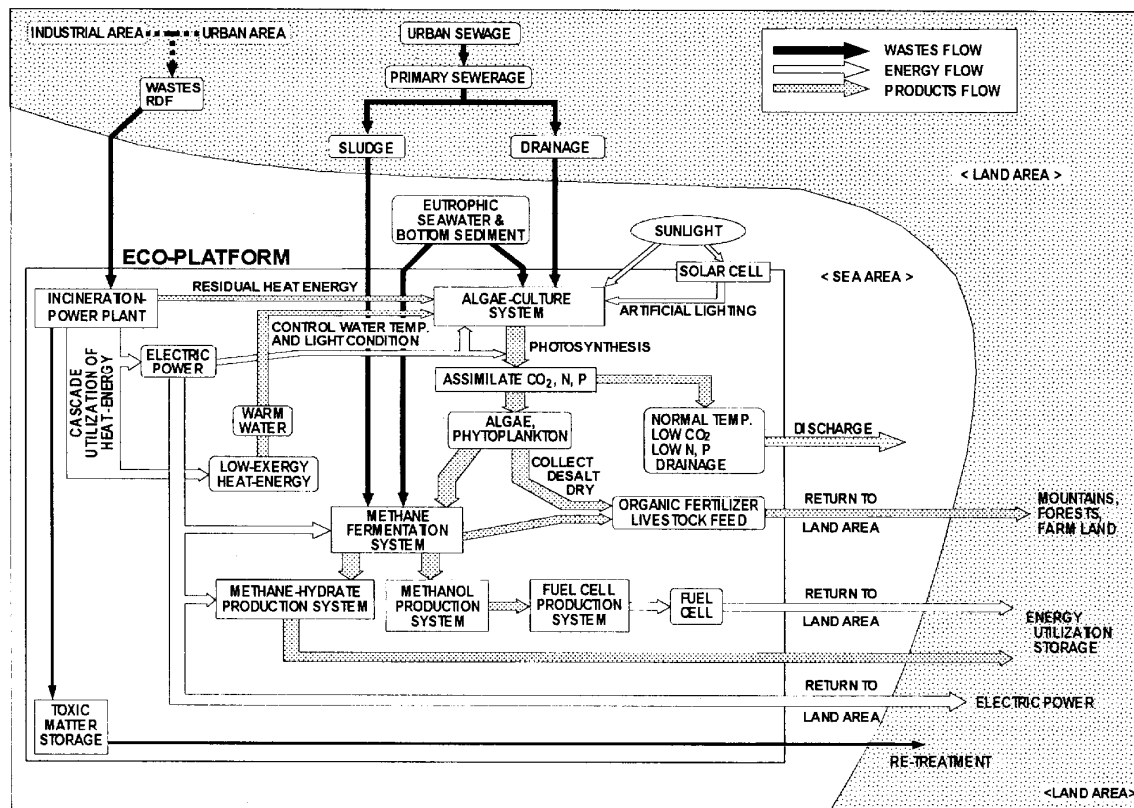 INDUSTRIAL AREA
URBAN AREA
URBAN SEWAGE
WASTES FLOW
ENERGY FLOW
PRODUCTS FLOW
WASTES
RDF
PRIMARY SEWERAGE
SLUDGE
DRAINAGE
< LAND AREA >
EUTROPHIC
SEAWATER &
BOTTOM SEDIMENT
SUNLIGHT
ECO-PLATFORM
SOLAR CELL
< SEA AREA >
INCINERATION-
POWER PLANT
RESIDUAL HEAT ENERGY
ALGAE-CULTURE
SYSTEM
ARTIFICIAL LIGHTING
CONTROL WATER TEMP.
AND LIGHT CONDITION
PHOTOSYNTHESIS
ELECTRIC
POWER
CASCADE
UTILIZATION OF
HEAT-ENERGY
ASSIMILATE CO₂, N, P
WARM
WATER
ALGAE,
PHYTOPLANKTON
NORMAL TEMP.
LOW CO₂
LOW N, P
DRAINAGE
DISCHARGE
LOW-EXERGY
HEAT-ENERGY
COLLECT
DESALT
DRY
ORGANIC FERTILIZER
LIVESTOCK FEED
RETURN TO
LAND AREA
MOUNTAINS,
FORESTS,
FARM LAND
METHANE
FERMENTATION
SYSTEM
METHANE-HYDRATE
PRODUCTION SYSTEM
METHANOL
PRODUCTION
SYSTEM
FUEL CELL
PRODUCTION
SYSTEM
FUEL
CELL
RETURN TO
LAND AREA
ENERGY
UTILIZATION
STORAGE
RETURN TO
LAND AREA
ELECTRIC POWER
TOXIC
MATTER
STORAGE
RE-TREATMENT
<LAND AREA>